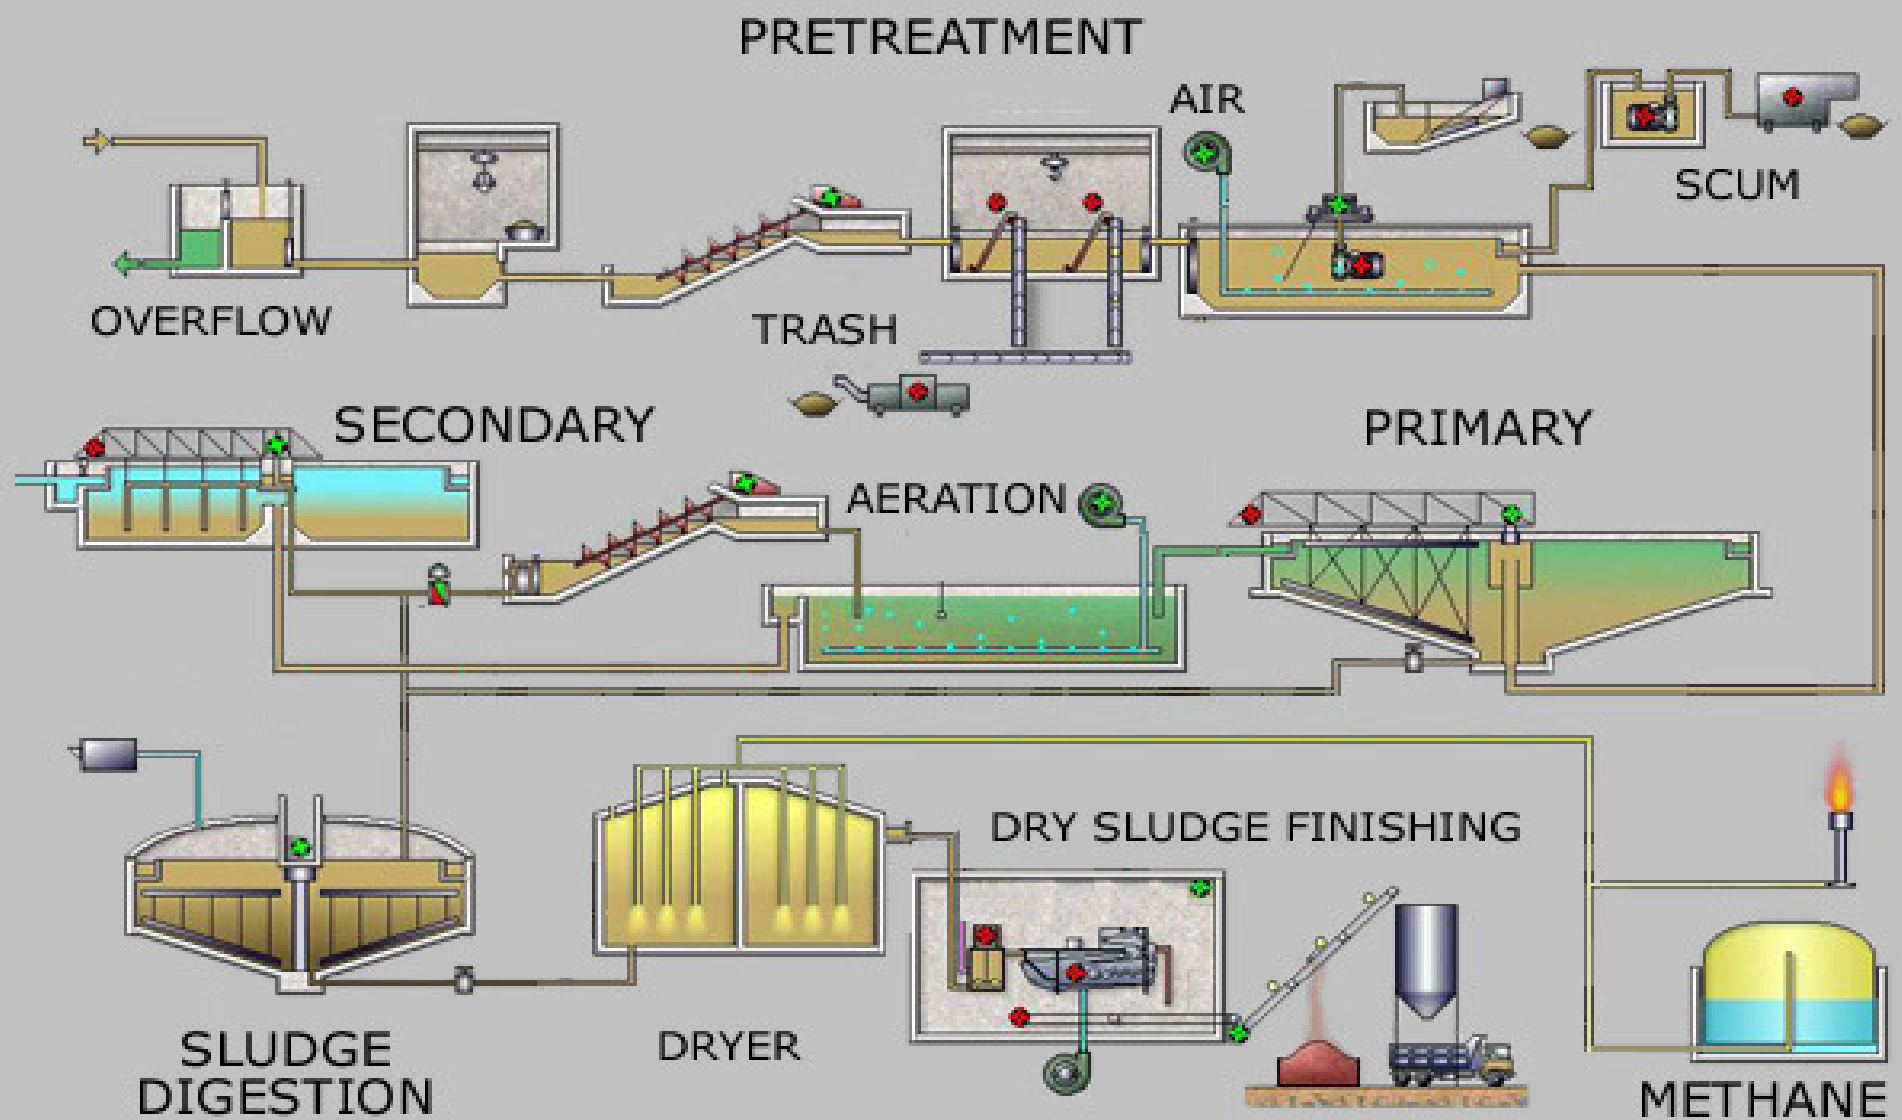 PRETREATMENT
AIR
SCUM
OVERFLOW
TRASH
SECONDARY
PRIMARY
AERATION
DRY SLUDGE FINISHING
SLUDGE
DIGESTION
DRYER
METHANE